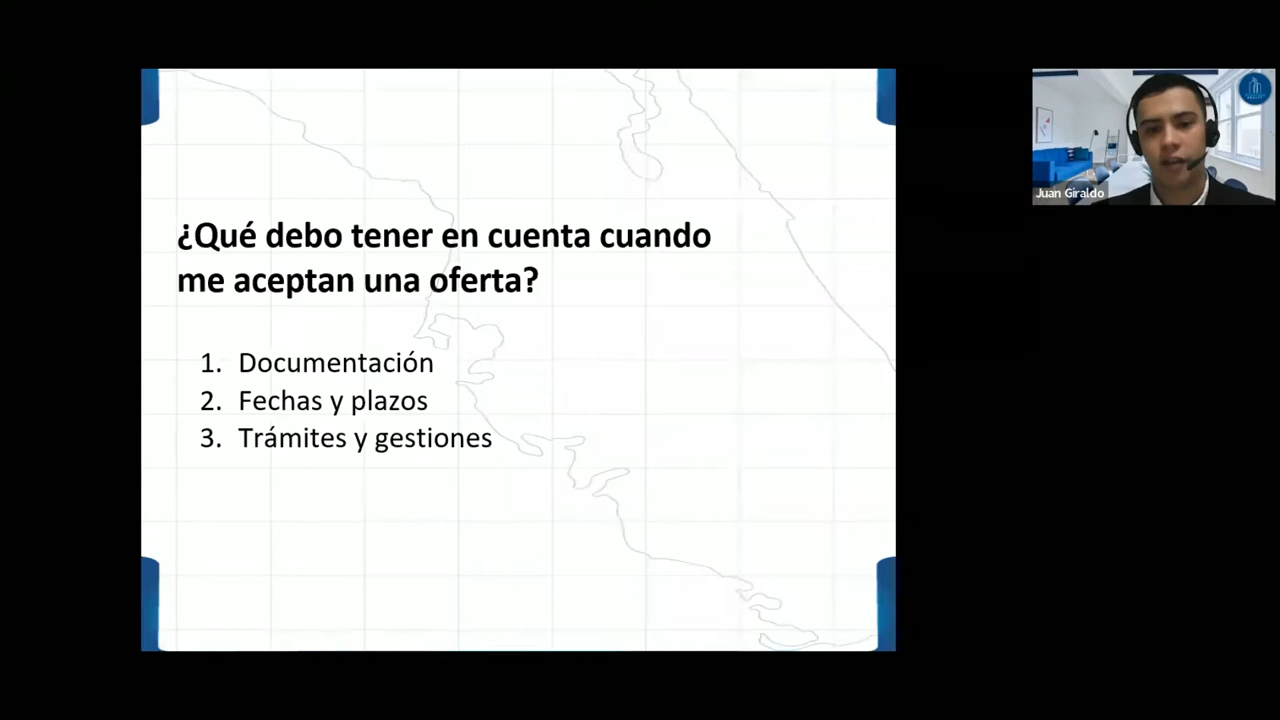 ¿Qué debo tener en cuenta cuando
me aceptan una oferta?
1. Documentación
2. Fechas y plazos
3. Trámites y gestiones
Juan Giraldo